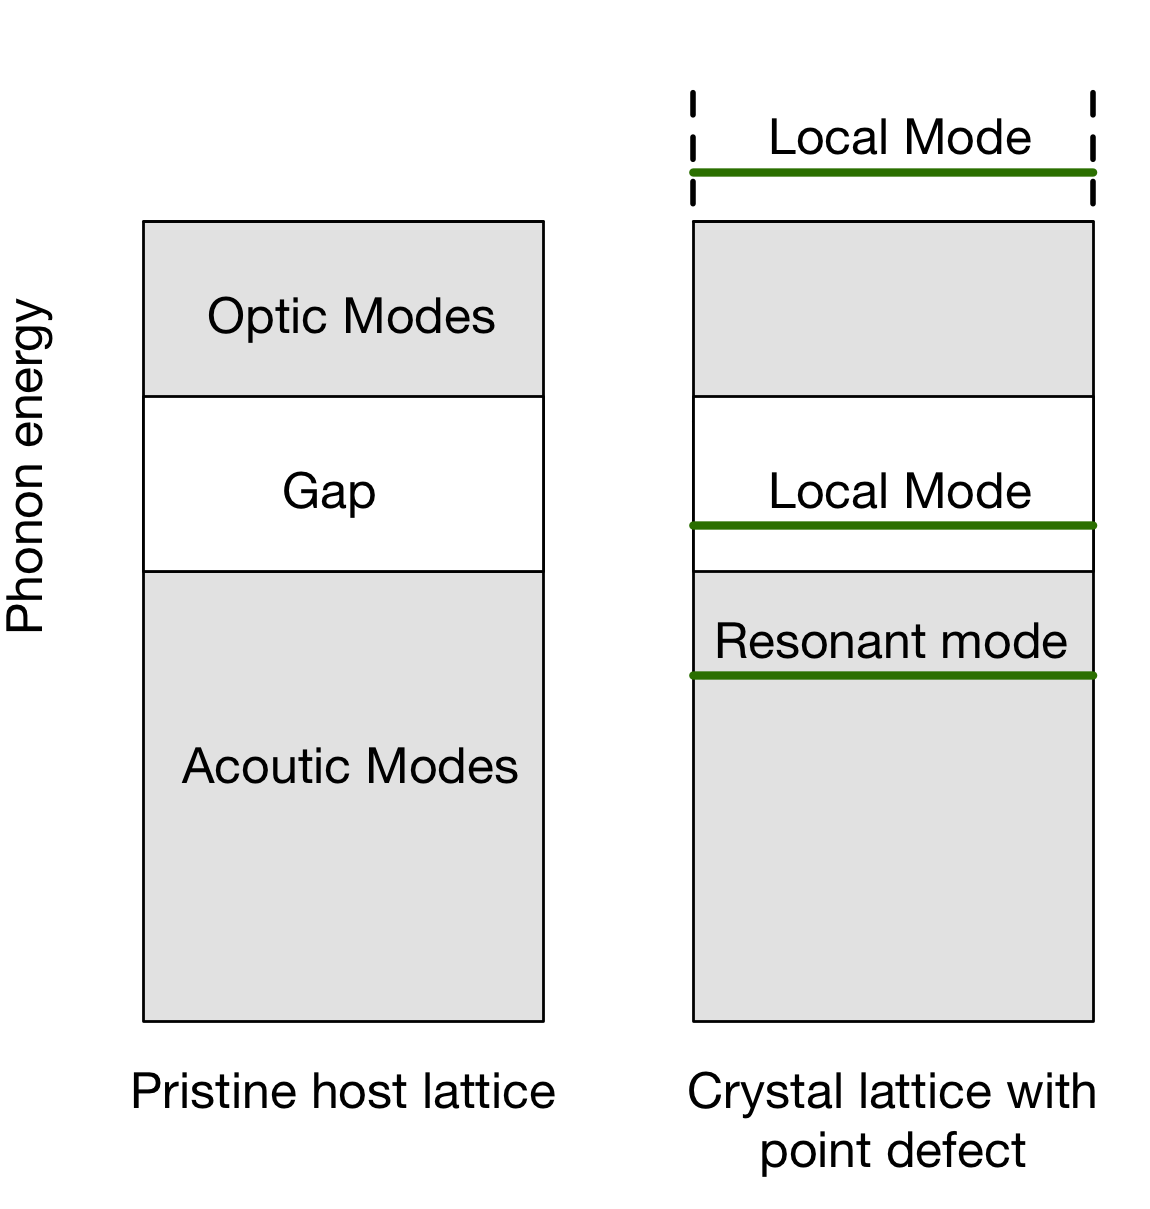 Phonon energy
Optic Modes
Gap
Acoutic Modes
Pristine host lattice
Local Mode
Local Mode
Resonant mode
Crystal lattice with
point defect